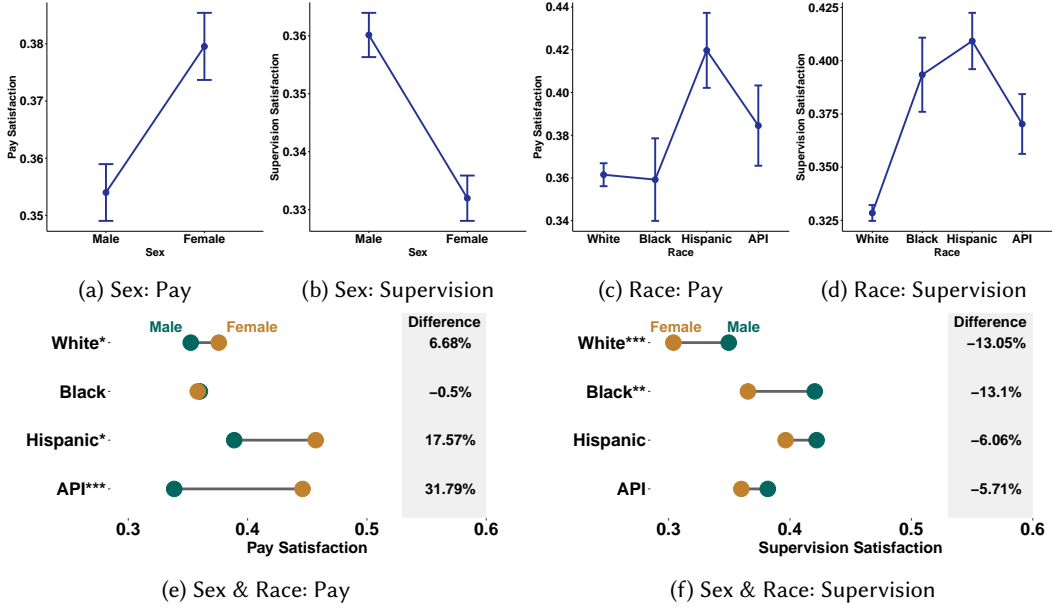 Pay Satisfaction
0.38
0.37
0.36
0.35
Male Female
Sex
(a) Sex: Pay
Supervision Satisfaction
0.36
0.35
0.34
0.33
Male Female
Sex
(b) Sex: Supervision
Pay Satisfaction
0.44
0.42
0.40
0.38
0.36
0.34
White Black Hispanic API
Race
(c) Race: Pay
Supervision Satisfaction
0.425
0.400
0.375
0.350
0.325
White Black Hispanic API
Race
(d) Race: Supervision
Male Female Difference
White* 6.68%
Black −0.5%
Hispanic* 17.57%
API*** 31.79%
0.3 0.4 0.5 0.6
Pay Satisfaction
(e) Sex & Race: Pay
Female Male Difference
White*** −13.05%
Black** −13.1%
Hispanic −6.06%
API −5.71%
0.3 0.4 0.5 0.6
Supervision Satisfaction
(f) Sex & Race: Supervision